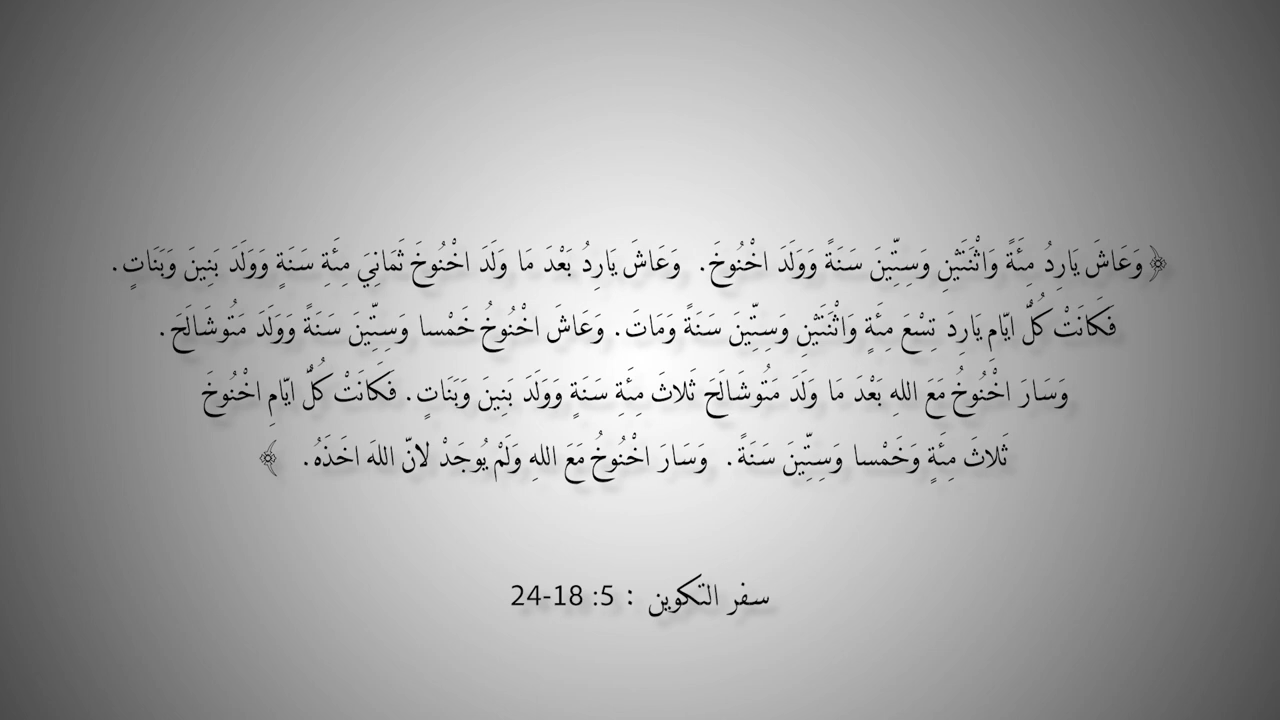 ﴿وَعَاشَ يَارِدُ مِئَةً وَاثْنَتَيْنِ وَسِتِّينَ سَنَةً وَوَلَدَ اخْنُوخَ. وَعَاشَ يَارِدُ بَعْدَ مَا وَلَدَ اخْنُوخَ ثَمَانِيَ مِئَةِ سَنَةٍ وَوَلَدَ بَنِينَ وَبَنَاتٍ.
فَكَانَتْ كُلُّ ايّامِ يَارِدَ تِسْعَ مِئَةٍ وَاثْنَتَيْنِ وَسِتِّينَ سَنَةً وَمَاتَ. وَعَاشَ اخْنُوخُ خَمْسا وَسِتِّينَ سَنَةً وَوَلَدَ مَتُوشَالَحَ.
وَسَارَ اخْنُوخُ مَعَ اللهِ بَعْدَ مَا وَلَدَ مَتُوشَالَحَ ثَلاثَ مِئَةِ سَنَةٍ وَوَلَدَ بَنِينَ وَبَنَاتٍ. فَكَانَتْ كُلُّ ايّامِ اخْنُوخَ
ثَلاثَ مِئَةٍ وَخَمْسا وَسِتِّينَ سَنَةً. وَسَارَ اخْنُوخُ مَعَ اللهِ وَلَمْ يُوجَدْ لانّ اللهَ اخَذَهُ. ﴾
سفر التكوين : 5: 18-24